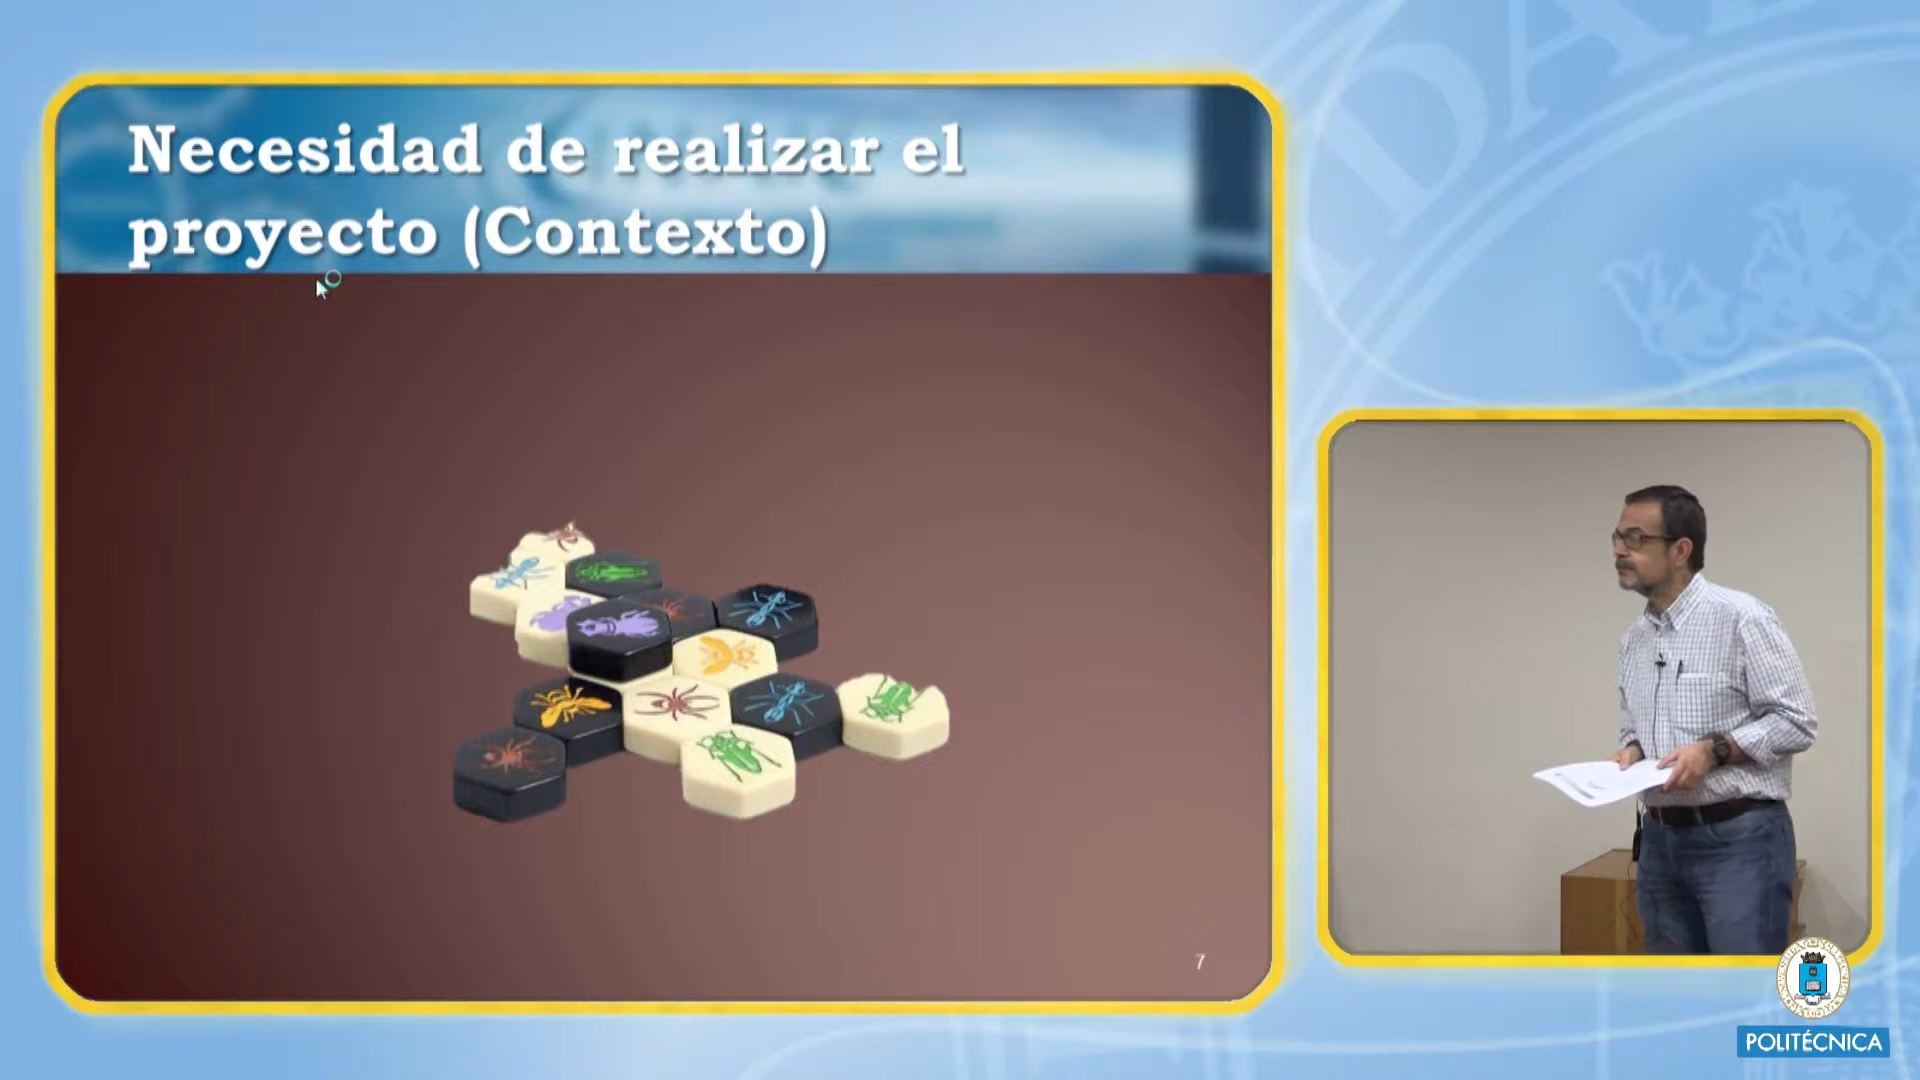 Necesidad de realizar el
proyecto (Contexto)
7
POLITÉCNICA